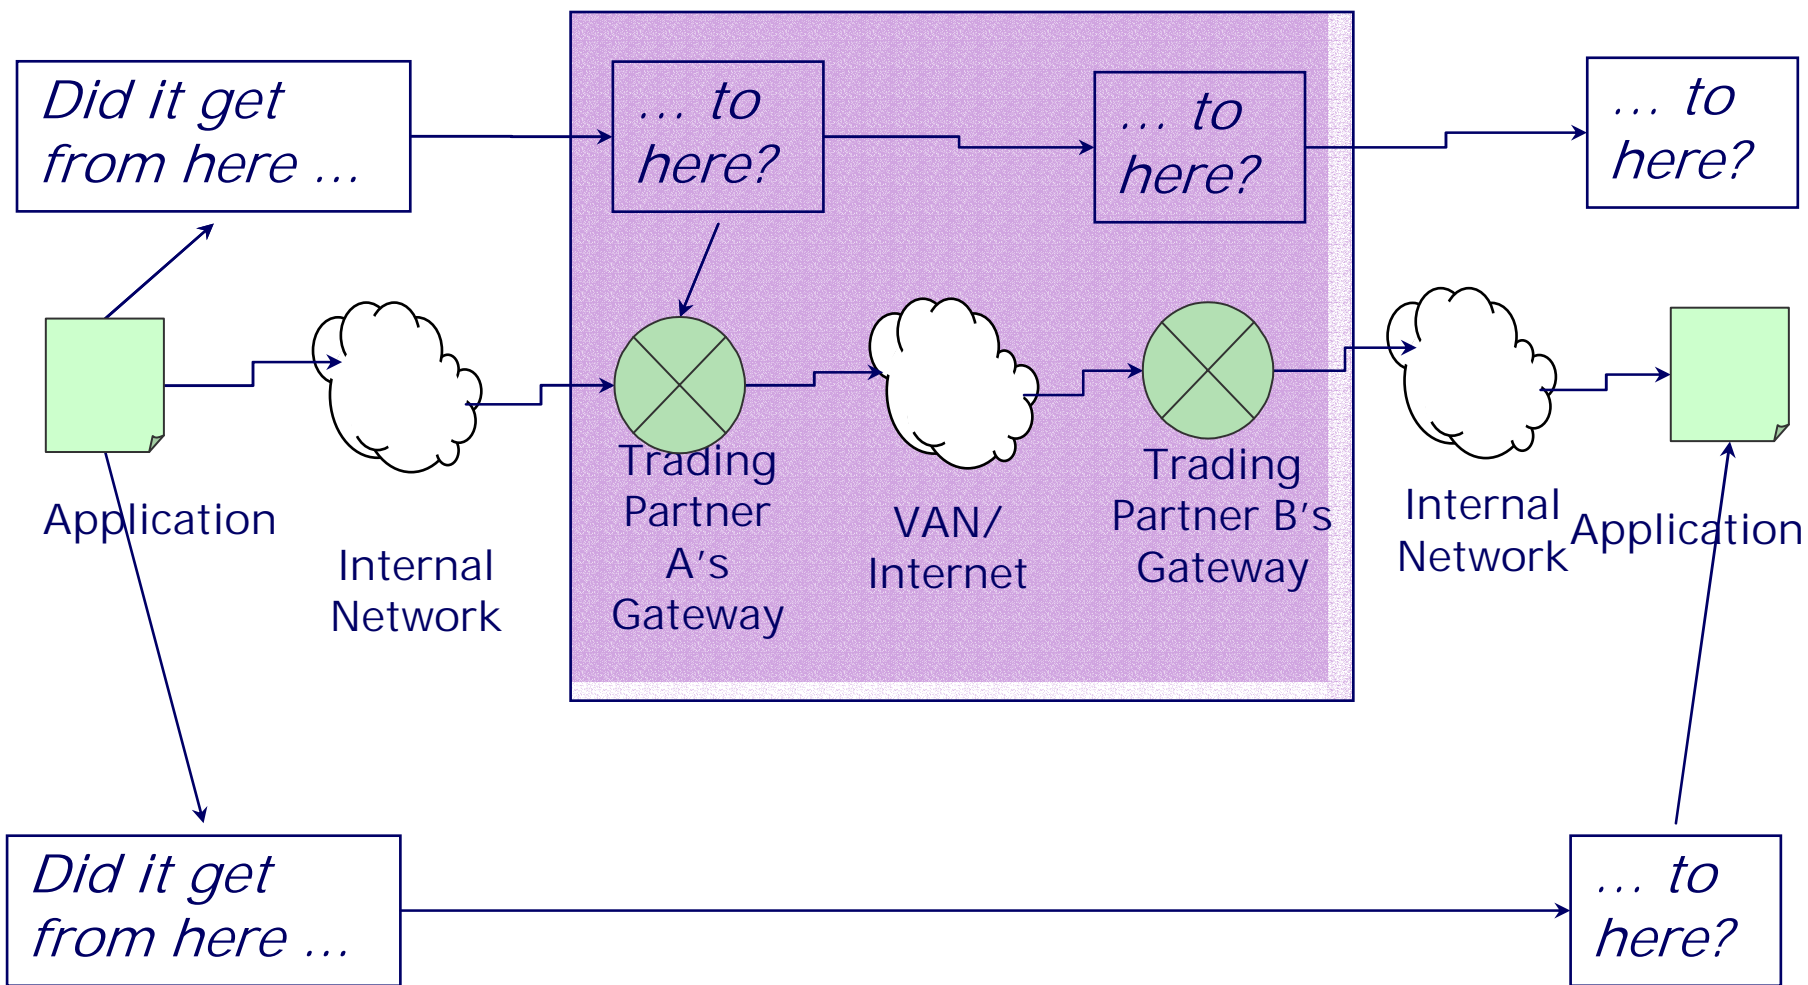 Did it get
from here ...
... to
here?
... to
here?
... to
here?
Application
Internal
Network
Trading
Partner
A's
Gateway
VAN/
Internet
Trading
Partner B's
Gateway
Internal
Network
Application
Did it get
from here ...
... to
here?